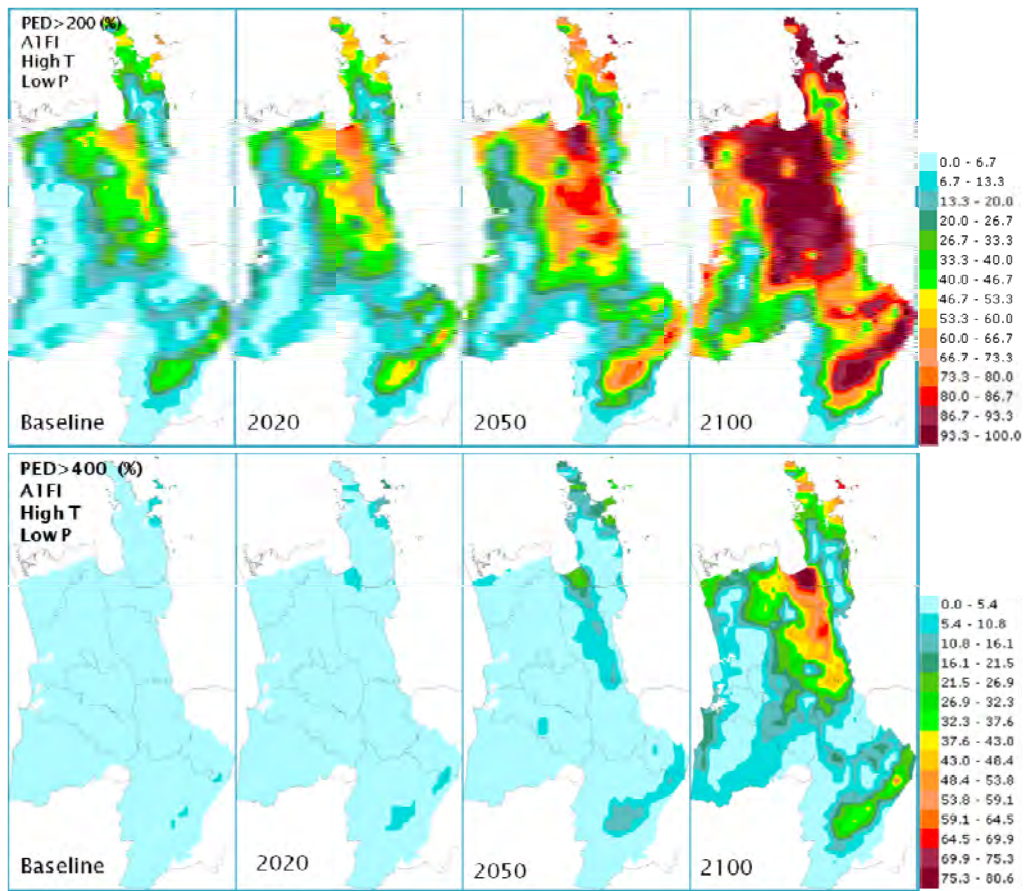 PED>200 (%)
A1FI
High T
Low P
Baseline
2020
2050
2100
0.0 - 6.7
6.7 - 13.3
13.3 - 20.0
20.0 - 26.7
26.7 - 33.3
33.3 - 40.0
40.0 - 46.7
46.7 - 53.3
53.3 - 60.0
60.0 - 66.7
66.7 - 73.3
73.3 - 80.0
80.0 - 86.7
86.7 - 93.3
93.3 - 100.0
PED>400 (%)
A1FI
High T
Low P
Baseline
2020
2050
2100
0.0 - 5.4
5.4 - 10.8
10.8 - 16.1
16.1 - 21.5
21.5 - 26.9
26.9 - 32.3
32.3 - 37.6
37.6 - 43.0
43.0 - 48.4
48.4 - 53.8
53.8 - 59.1
59.1 - 64.5
64.5 - 69.9
69.9 - 75.3
75.3 - 80.6